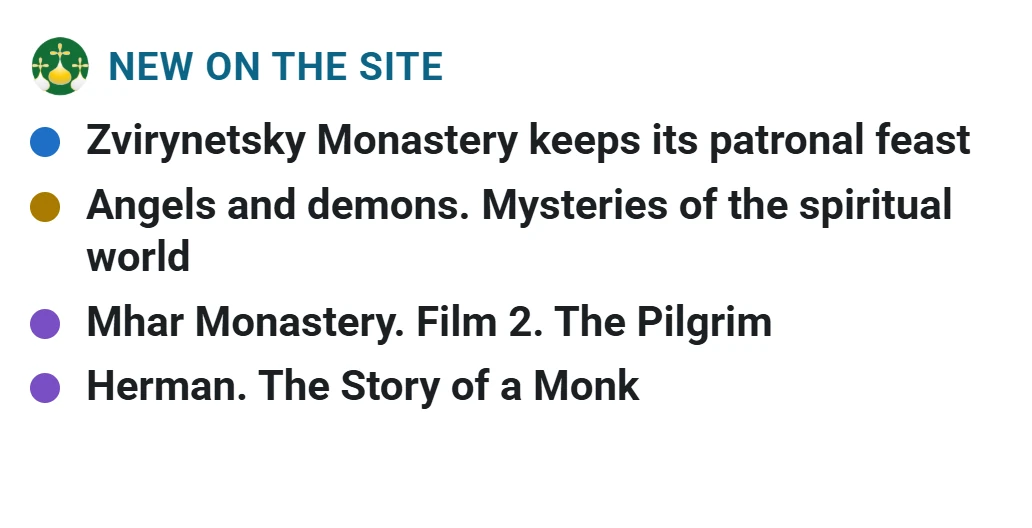 NEW ON THE SITE
Zvirynetsky Monastery keeps its patronal feast
Angels and demons. Mysteries of the spiritual
world
Mhar Monastery. Film 2. The Pilgrim
Herman. The Story of a Monk